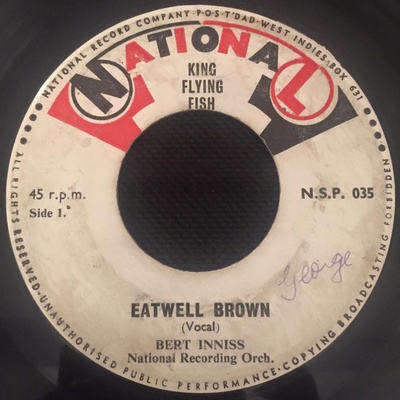 NATIONAL RECORD COMPANY-P·O·S·T'DAD-WEST INDIES-BOX 631
NATIONAL
KING
FLYING
FISH
45 r.p.m.
N.S.P. 035
Side 1.
George
EATWELL BROWN
(Vocal)
BERT INNISS
National Recording Orch.
ALL RIGHTS RESERVED-UNAUTHORISED PUBLIC PERFORMANCE-COPYING BROADCASTING FORBIDDEN